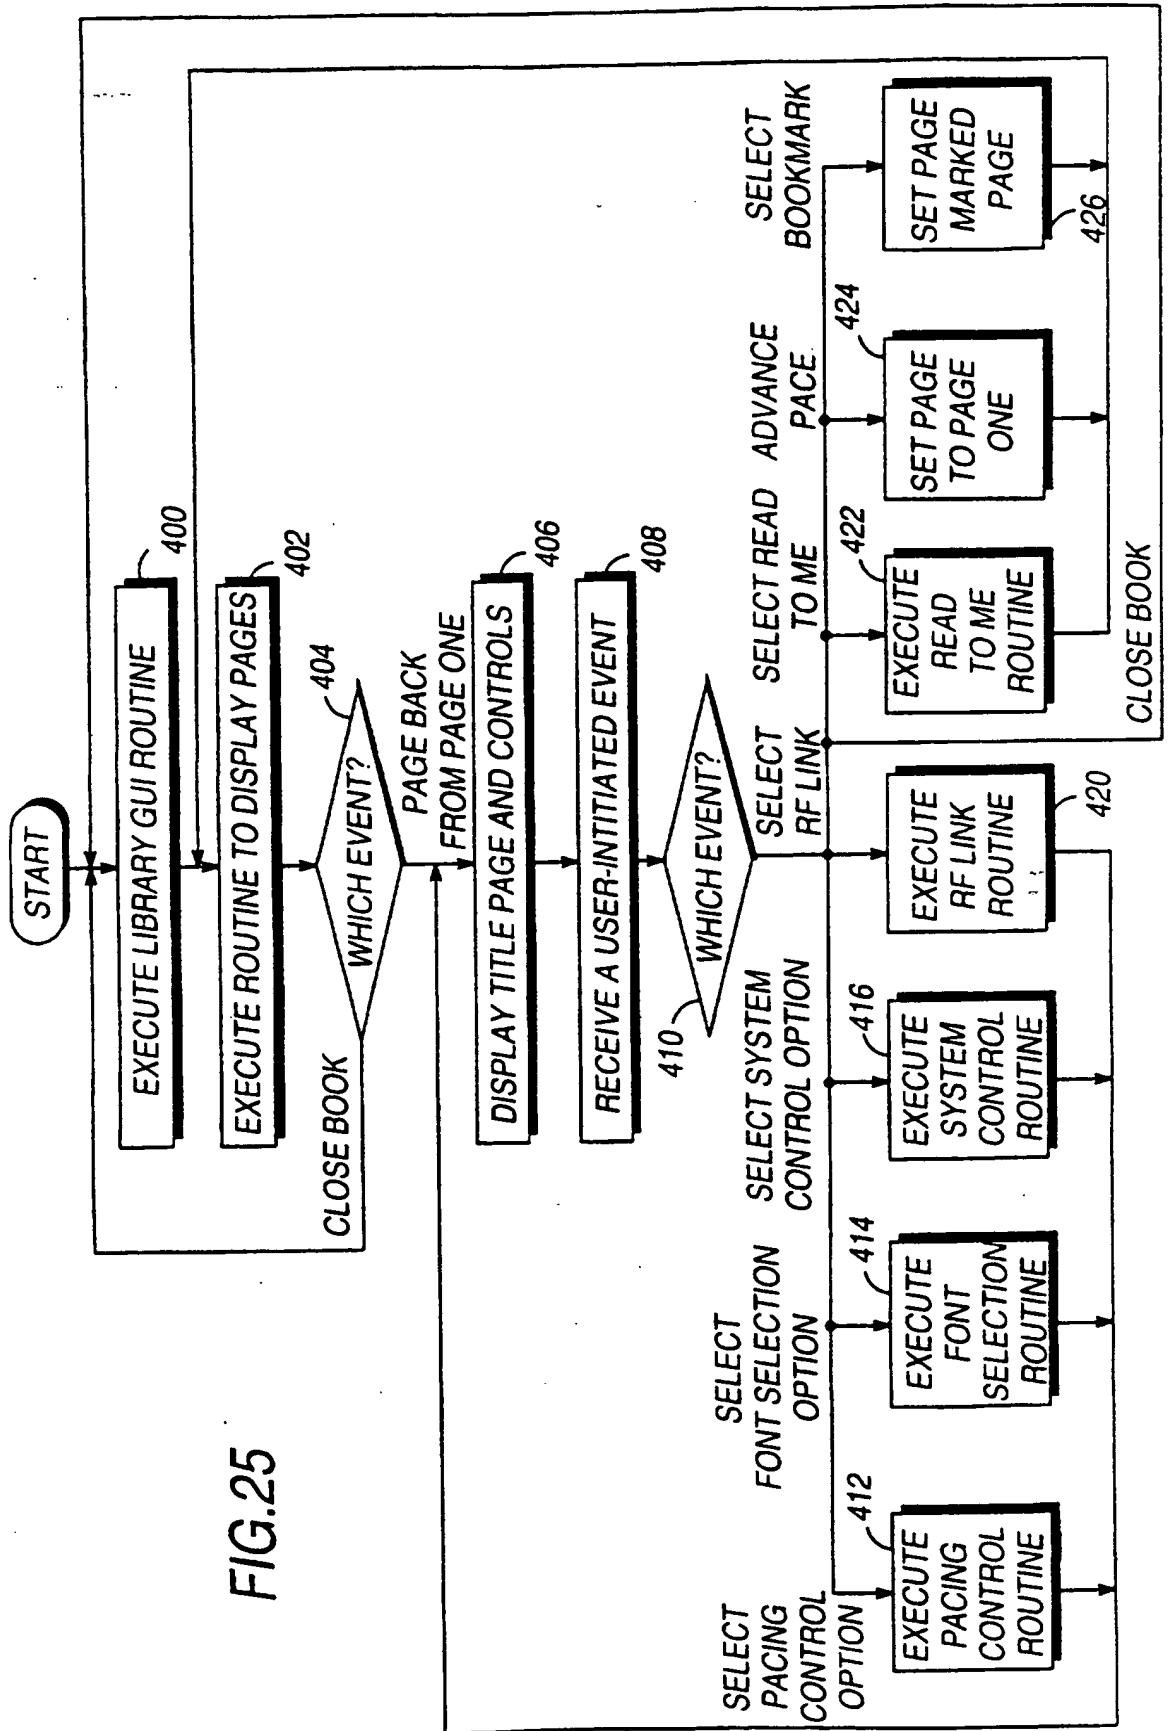 START
EXECUTE LIBRARY GUI ROUTINE
400
EXECUTE ROUTINE TO DISPLAY PAGES
402
WHICH EVENT?
404
CLOSE BOOK
PAGE BACK
FROM PAGE ONE
DISPLAY TITLE PAGE AND CONTROLS
406
RECEIVE A USER-INTITIATED EVENT
408
WHICH EVENT?
410
SELECT
PACING
CONTROL
OPTION
412
EXECUTE
PACING
CONTROL
ROUTINE
SELECT
FONT SELECTION
OPTION
414
EXECUTE
FONT
SELECTION
ROUTINE
SELECT SYSTEM
CONTROL OPTION
416
EXECUTE
SYSTEM
CONTROL
ROUTINE
SELECT
RF LINK
EXECUTE
RF LINK
ROUTINE
420
SELECT READ
TO ME
422
EXECUTE
READ
TO ME
ROUTINE
ADVANCE
PACE
424
SET PAGE
TO PAGE
ONE
SELECT
BOOKMARK
SET PAGE
MARKED
PAGE
426
CLOSE BOOK
FIG.25